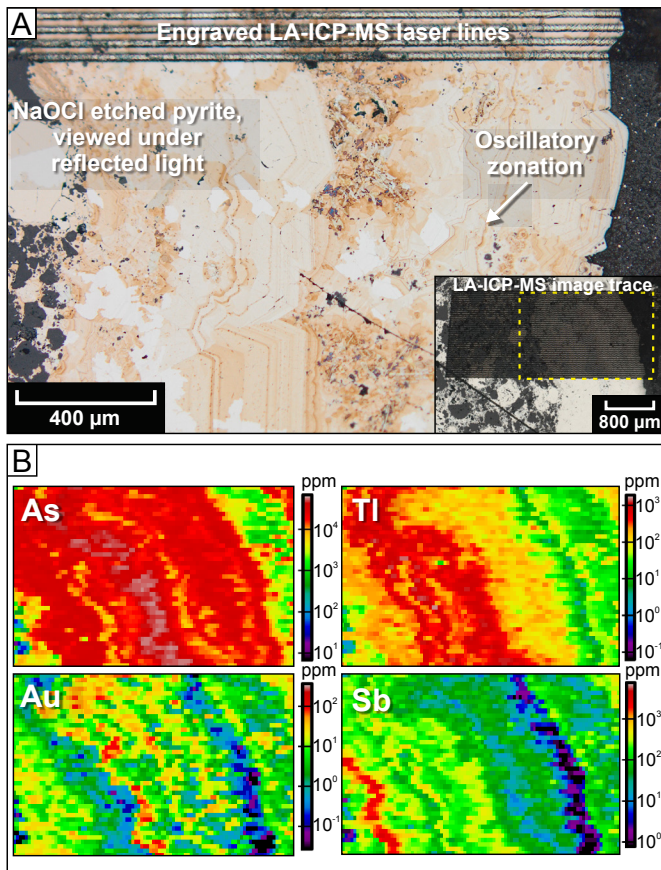 A
Engraved LA-ICP-MS laser lines
NaOCl etched pyrite,
viewed under
reflected light
Oscillatory
zonation
LA-ICP-MS image trace
400 µm
800 µm
B
ppm
ppm
As
10⁴
10³
10²
10¹
Tl
10³
10²
10¹
10⁰
10⁻¹
ppm
ppm
Au
10²
10¹
10⁰
10⁻¹
Sb
10³
10²
10¹
10⁰